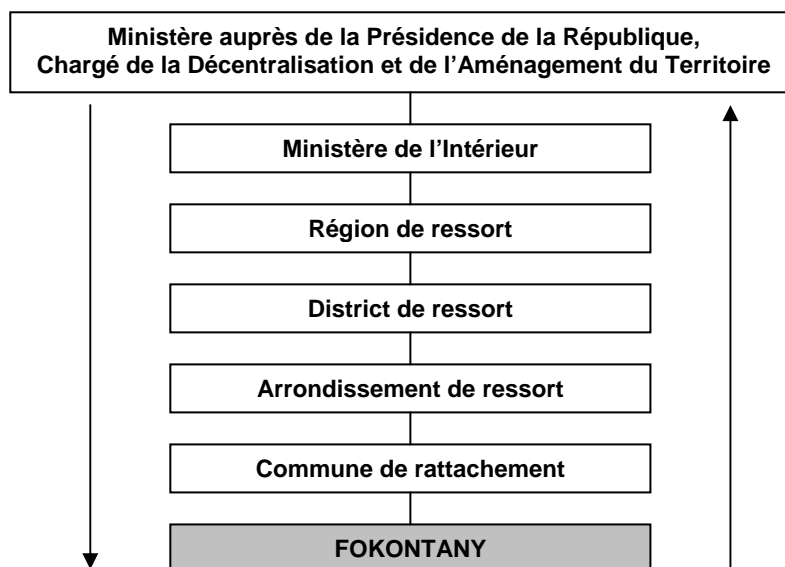 Ministère auprès de la Présidence de la République,
Chargé de la Décentralisation et de l’Aménagement du Territoire
Ministère de l’Intérieur
Région de ressort
District de ressort
Arrondissement de ressort
Commune de rattachement
FOKONTANY